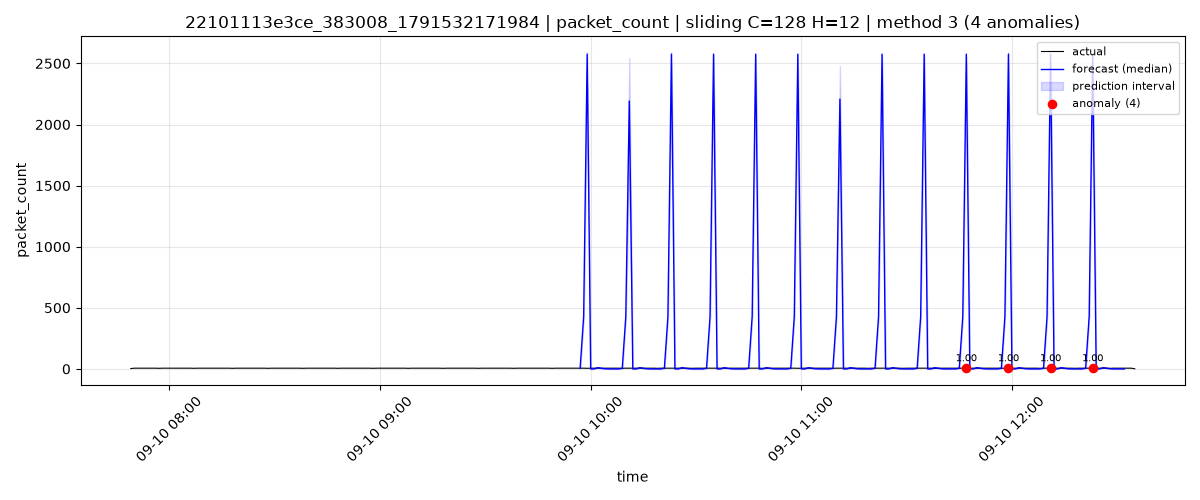 22101113e3ce_383008_1791532171984 | packet_count | sliding C=128 H=12 | method 3 (4 anomalies)
actual
forecast (median)
prediction interval
anomaly (4)
packet_count
2500
2000
1500
1000
500
0
1.00 1.00 1.00 1.00
09-10 08:00 09-10 09:00 09-10 10:00 09-10 11:00 09-10 12:00
time